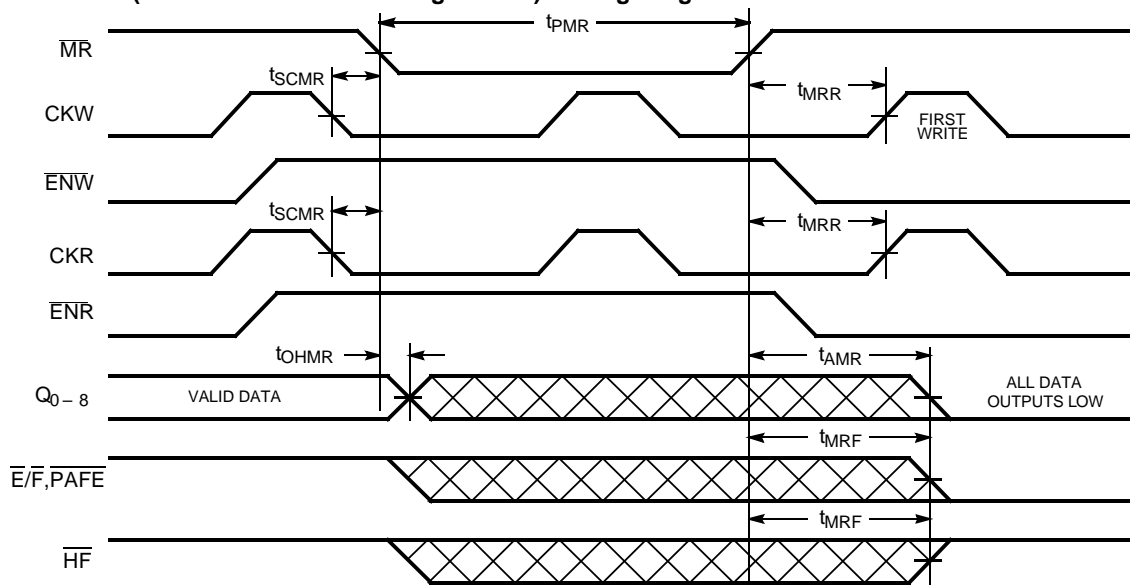 MR
tPMR
tSCMR
tMRR
CKW
FIRST
WRITE
ENW
tSCMR
tMRR
CKR
ENR
tOHMR
tAMR
Q0 – 8
VALID DATA
ALL DATA
OUTPUTS LOW
tMRF
E/F,PAFE
tMRF
HF